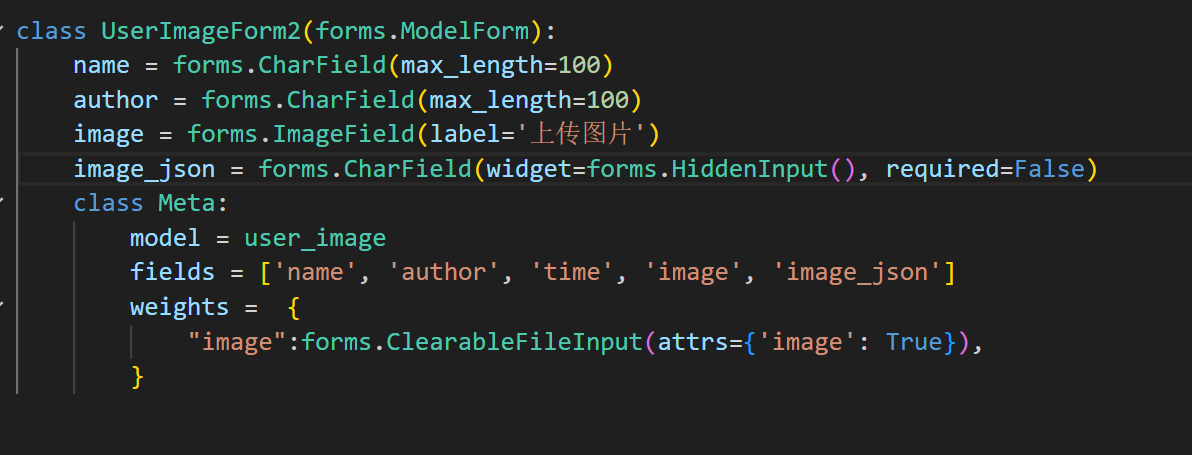 class UserImageForm2(forms.ModelForm):
    name = forms.CharField(max_length=100)
    author = forms.CharField(max_length=100)
    image = forms.ImageField(label='上传图片')
    image_json = forms.CharField(widget=forms.HiddenInput(), required=False)
    class Meta:
        model = user_image
        fields = ['name', 'author', 'time', 'image', 'image_json']
        weights =  {
            "image":forms.ClearableFileInput(attrs={'image': True}),
        }